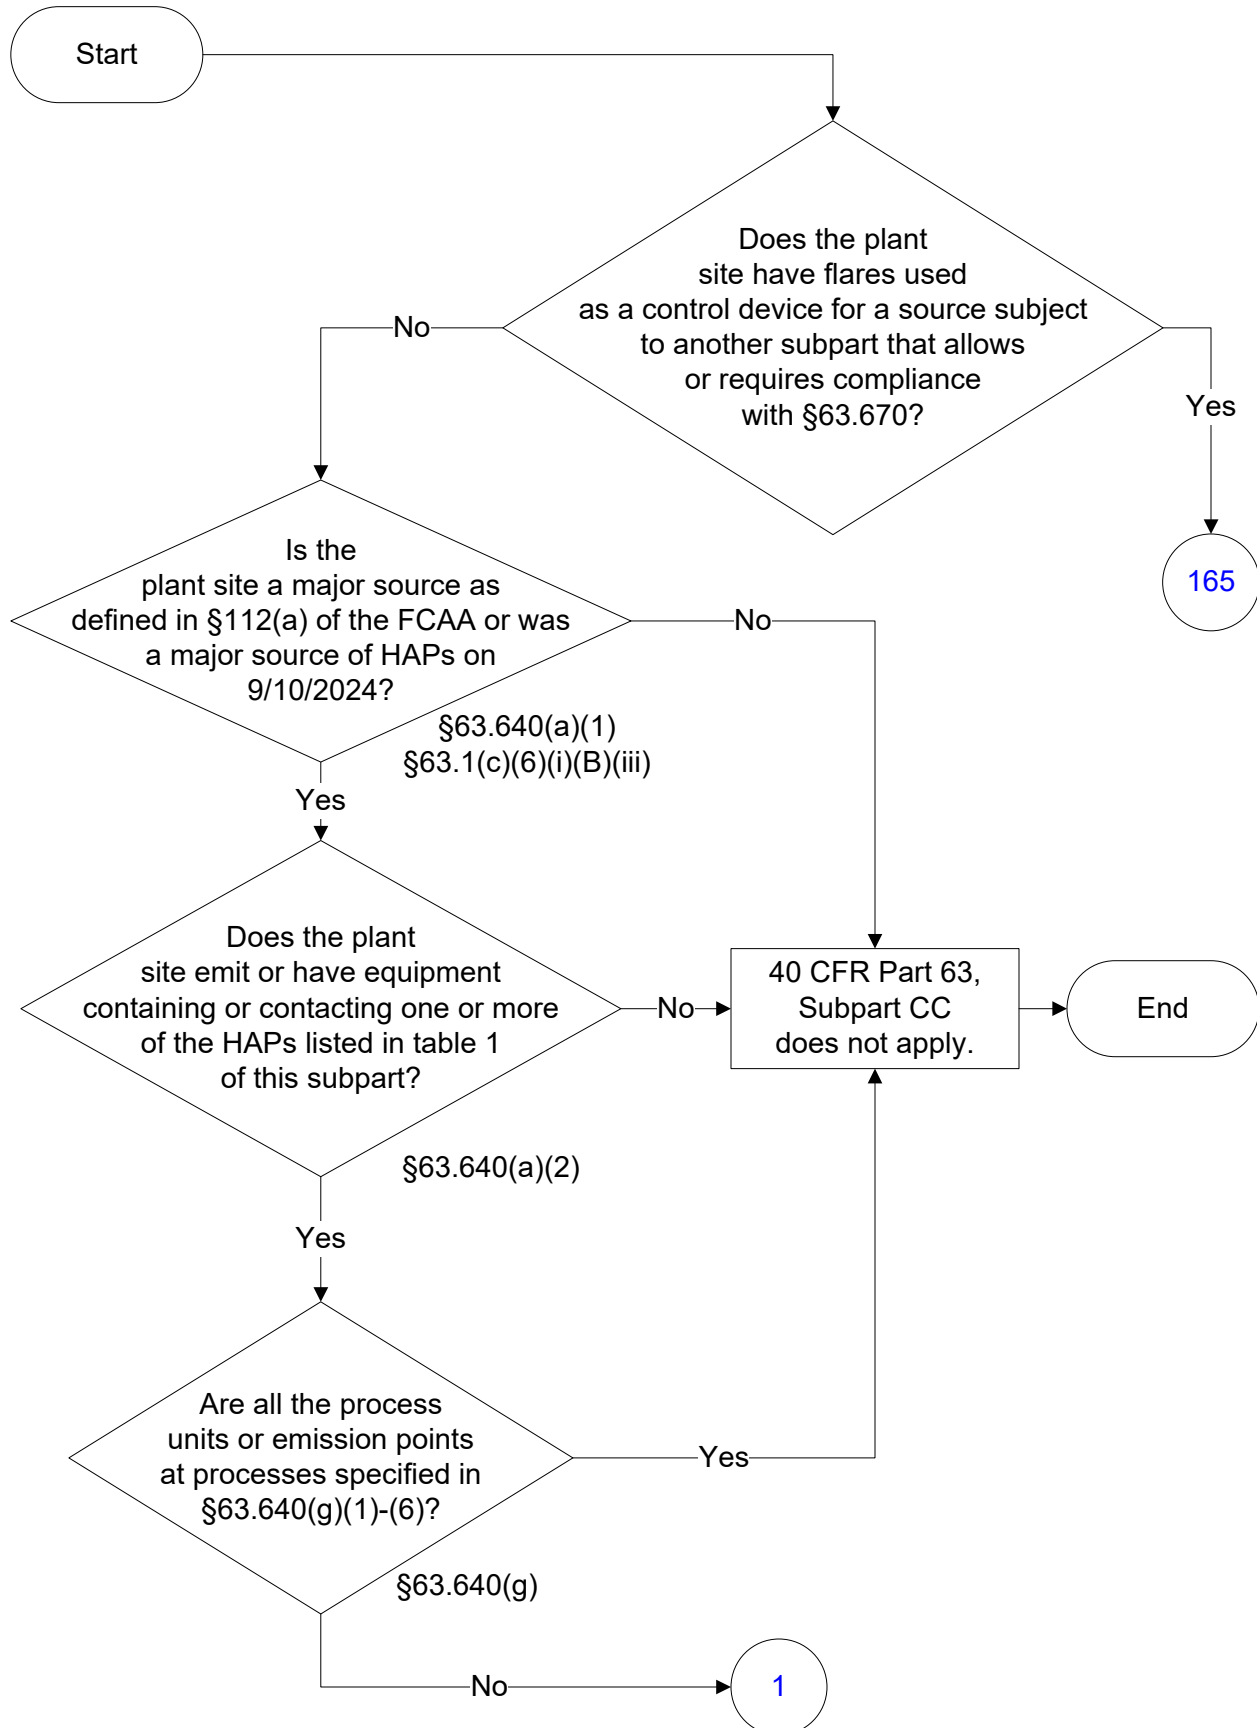 Start
Does the plant
site have flares used
as a control device for a source subject
to another subpart that allows
or requires compliance
with §63.670?
No
Yes
165
Is the
plant site a major source as
defined in §112(a) of the FCAA or was
a major source of HAPs on
9/10/2024?
No
§63.640(a)(1)
§63.1(c)(6)(i)(B)(iii)
Yes
Does the plant
site emit or have equipment
containing or contacting one or more
of the HAPs listed in table 1
of this subpart?
No
40 CFR Part 63,
Subpart CC
does not apply.
End
§63.640(a)(2)
Yes
Are all the process
units or emission points
at processes specified in
§63.640(g)(1)-(6)?
Yes
§63.640(g)
No
1